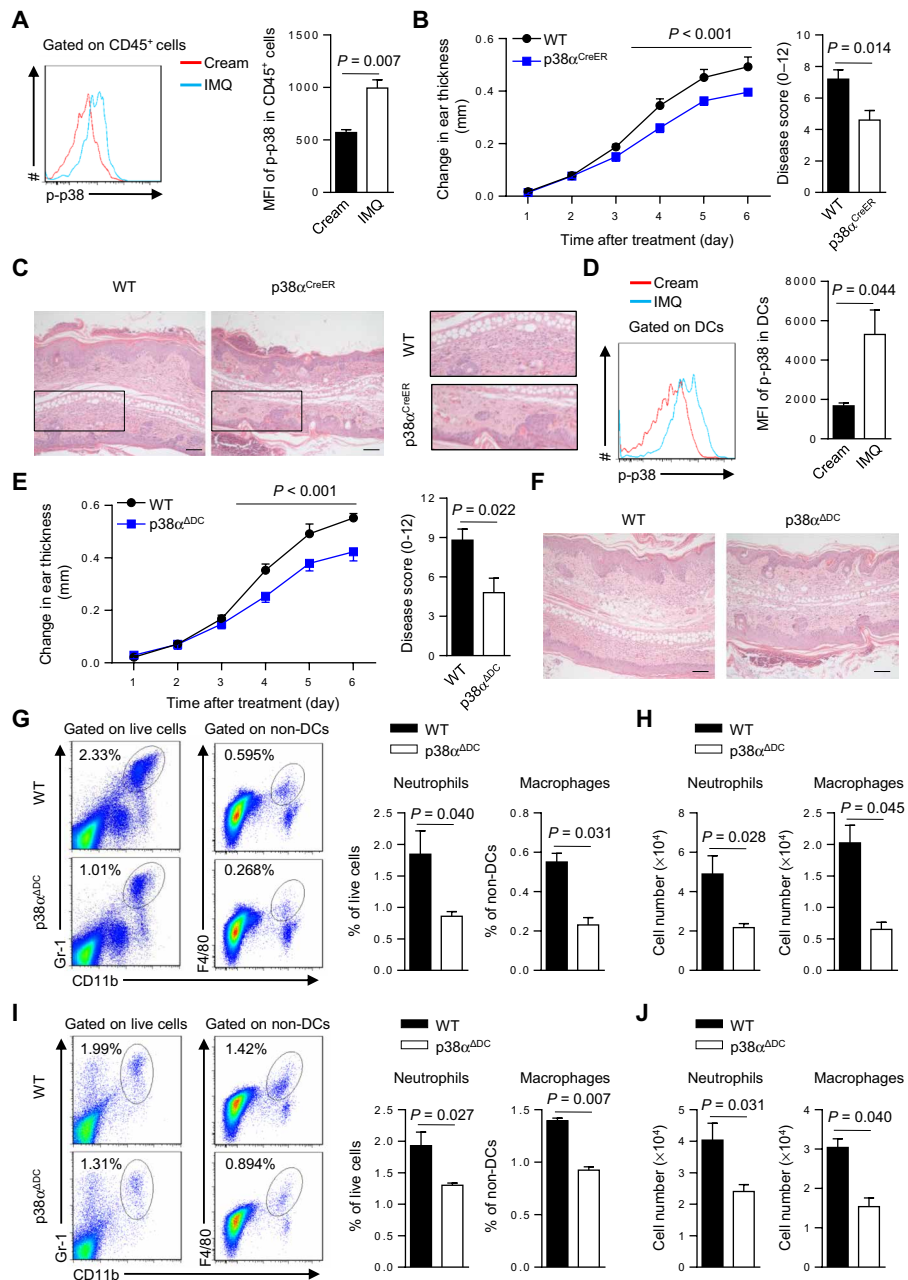 A
Gated on CD45⁺ cells
Cream
IMQ
#
p-p38
MFI of p-p38 in CD45⁺ cells
1500
1000
500
0
P = 0.007
Cream
IMQ
B
WT
p38α^CreER
P < 0.001
Change in ear thickness (mm)
0.6
0.4
0.2
0.0
1 2 3 4 5 6
Time after treatment (day)
Disease score (0–12)
10
8
6
4
2
0
P = 0.014
WT
p38α^CreER
C
WT
p38α^CreER
WT
p38α^CreER
D
Cream
IMQ
Gated on DCs
#
p-p38
MFI of p-p38 in DCs
8000
6000
4000
2000
0
P = 0.044
Cream
IMQ
E
WT
p38α^ΔDC
P < 0.001
Change in ear thickness (mm)
0.6
0.4
0.2
0.0
1 2 3 4 5 6
Time after treatment (day)
Disease score (0-12)
12
9
6
3
0
P = 0.022
WT
p38α^ΔDC
F
WT
p38α^ΔDC
G
Gated on live cells
Gated on non-DCs
WT
2.33%
0.595%
p38α^ΔDC
1.01%
0.268%
Gr-1
F4/80
CD11b
WT
p38α^ΔDC
Neutrophils
% of live cells
2.5
2.0
1.5
1.0
0.5
0.0
P = 0.040
Macrophages
% of non-DCs
0.8
0.6
0.4
0.2
0.0
P = 0.031
H
WT
p38α^ΔDC
Neutrophils
Cell number (×10⁴)
8
6
4
2
0
P = 0.028
Macrophages
Cell number (×10⁴)
2.5
2.0
1.5
1.0
0.5
0.0
P = 0.045
I
Gated on live cells
Gated on non-DCs
WT
1.99%
1.42%
p38α^ΔDC
1.31%
0.894%
Gr-1
F4/80
CD11b
WT
p38α^ΔDC
Neutrophils
% of live cells
2.5
2.0
1.5
1.0
0.5
0.0
P = 0.027
Macrophages
% of non-DCs
1.5
1.0
0.5
0.0
P = 0.007
J
WT
p38α^ΔDC
Neutrophils
Cell number (×10⁴)
5
4
3
2
1
0
P = 0.031
Macrophages
Cell number (×10⁴)
4
3
2
1
0
P = 0.040